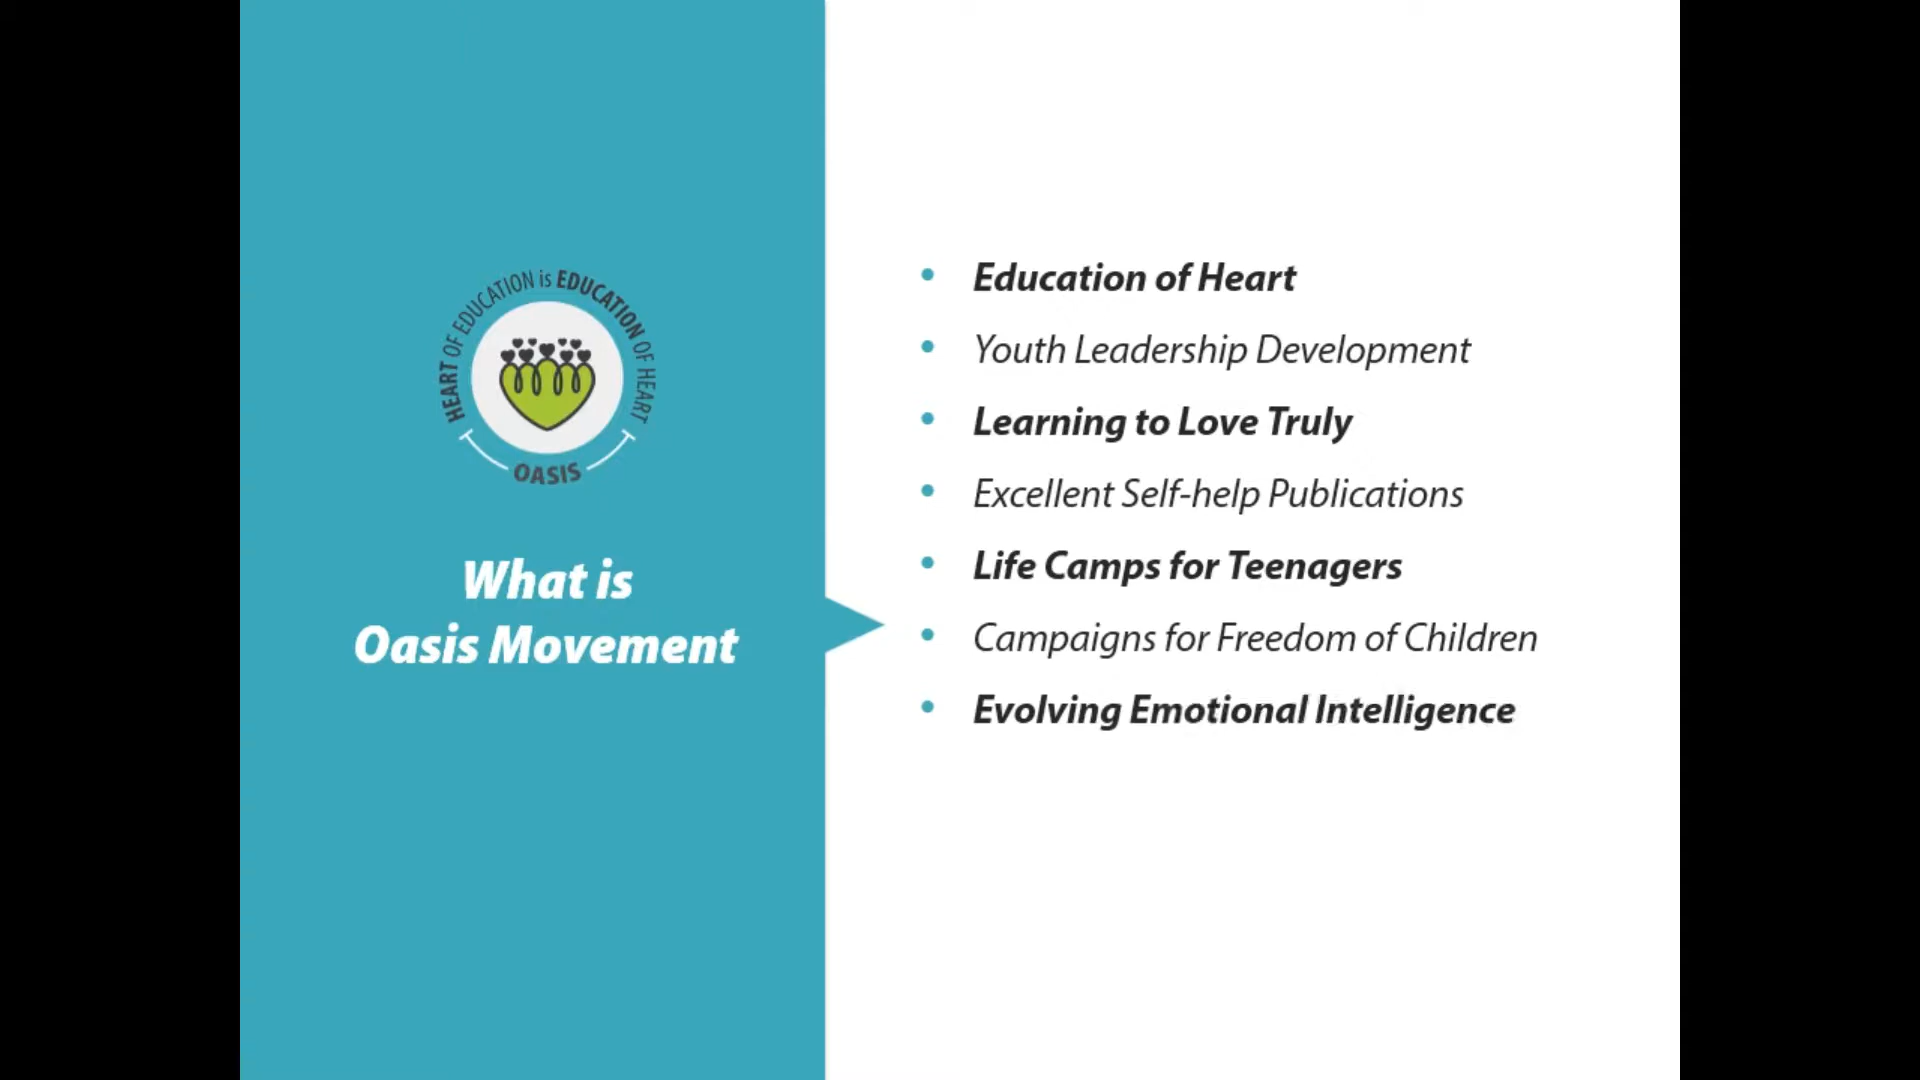 HEART OF EDUCATION is EDUCATION OF HEART
OASIS
What is
Oasis Movement
• Education of Heart
• Youth Leadership Development
• Learning to Love Truly
• Excellent Self-help Publications
• Life Camps for Teenagers
• Campaigns for Freedom of Children
• Evolving Emotional Intelligence